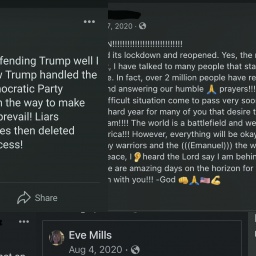 7, 2020
N!!!!!!!!!!!!!!!!!!!!!!!!!!!!
d its lockdown and reopened. Yes, the
, I have talked to many people that sta
e. In fact, over 2 million people have re
nd answering our humble 🙏 prayers!!!
fficult situation come to pass very soo
hard year for many of you that desire t
am!!!! The world is a battlefield and we
rica!!! However, everything will be oka
y warriors and the (((Emanuel))) the w
eace, I👂heard the Lord say I am behin
e are amazing days on the horizon for
n with you!!! -God 👊🙏🇺🇸💪
fending Trump well I
w Trump handled the
mocratic Party
n the way to make
prevail! Liars
es then deleted
cess!
Share
Eve Mills
Aug 4, 2020 ·